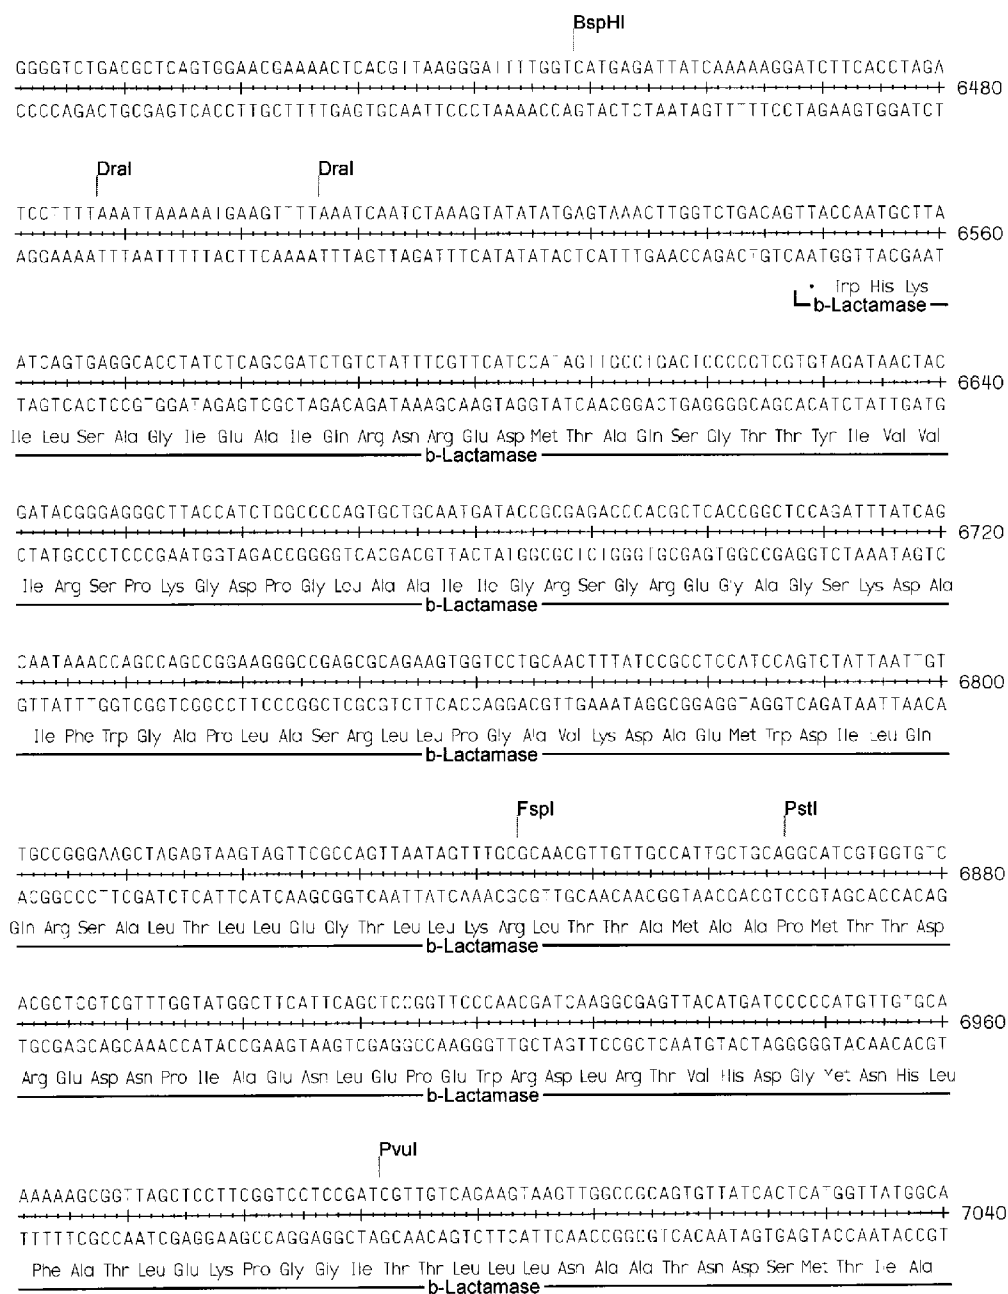 BspHI
GGGGTCTGACGCTCAGTGGAACGAAAACTCACGTTAAGGGATTTTGGTCATGAGATTATCAAAAAGGATCTTCACCTAGA
6480
CCCCAGACTGCGAGTCACCTTGCTTTTGAGTGCAATTCCCTAAAACCAGTACTCTAATAGTTTTTCCTAGAAGTGGATCT
DraI DraI
TCCTTTTAAATTAAAAATGAAGTTTTAAATCAATCTAAAGTATATATGAGTAAACTTGGTCTGACAGTTACCAATGCTTA
6560
AGGAAAATTTAATTTTTACTTCAAAATTTAGTTAGATTTCATATATACTCATTTGAACCAGACTGTCAATGGTTACGAAT
• Trp His Lys
b-Lactamase
ATCAGTGAGGCACCTATCTCAGCGATCTGTCTATTTCGTTCATCCATAGTTGCCTGACTCCCCGTCGTGTAGATAACTAC
6640
TAGTCACTCCGTGGATAGAGTCGCTAGACAGATAAAGCAAGTAGGTATCAACGGACTGAGGGGCAGCACATCTATTGATG
Ile Leu Ser Ala Gly Ile Glu Ala Ile Gln Arg Asn Arg Glu Asp Met Thr Ala Gln Ser Gly Thr Thr Tyr Ile Val Val
b-Lactamase
GATACGGGAGGGCTTACCATCTGGCCCCAGTGCTGCAATGATACCGCGAGACCCACGCTCACCGGCTCCAGATTTATCAG
6720
CTATGCCCTCCCGAATGGTAGACCGGGGTCACGACGTTACTATGGCGCTCTGGGTGCGAGTGGCCGAGGTCTAAATAGTC
Ile Arg Ser Pro Lys Gly Asp Pro Gly Leu Ala Ala Ile Ile Gly Arg Ser Gly Arg Glu Gly Ala Gly Ser Lys Asp Ala
b-Lactamase
CAATAAACCAGCCAGCCGGAAGGGCCGAGCGCAGAAGTGGTCCTGCAACTTTATCCGCCTCCATCCAGTCTATTAATTGT
6800
GTTATTTGGTCGGTCGGCCTTCCCGGCTCGCGTCTTCACCAGGACGTTGAAATAGGCGGAGGTAGGTCAGATAATTAACA
Ile Phe Trp Gly Ala Pro Leu Ala Ser Arg Leu Leu Pro Gly Ala Val Lys Asp Ala Glu Met Trp Asp Ile Leu Gln
b-Lactamase
FspI PstI
TGCCGGGAAGCTAGAGTAAGTAGTTCGCCAGTTAATAGTTTGCGCAACGTTGTTGCCATTGCTGCAGGCATCGTGGTGTC
6880
ACGGCCCTTCGATCTCATTCATCAAGCGGTCAATTATCAAACGCGTTGCAACAACGGTAACGACGTCCGTAGCACCACAG
Gln Arg Ser Ala Leu Thr Leu Leu Glu Gly Thr Leu Leu Lys Arg Leu Thr Thr Ala Met Ala Ala Pro Met Thr Thr Asp
b-Lactamase
ACGCTCGTCGTTTGGTATGGCTTCATTCAGCTCCGGTTCCCAACGATCAAGGCGAGTTACATGATCCCCCATGTTGTGCA
6960
TGCGAGCAGCAAACCATACCGAAGTAAGTCGAGGCCAAGGGTTGCTAGTTCCGCTCAATGTACTAGGGGGTACAACACGT
Arg Glu Asp Asn Pro Ile Ala Glu Asn Leu Glu Pro Glu Trp Arg Asp Leu Arg Thr Val His Asp Gly Met Asn His Leu
b-Lactamase
PvuI
AAAAAGCGGTTAGCTCCTTCGGTCCTCCGATCGTTGTCAGAAGTAAGTTGGCCGCAGTGTTATCACTCATGGTTATGGCA
7040
TTTTTCGCCAATCGAGGAAGCCAGGAGGCTAGCAACAGTCTTCATTCAACCGGCGTCACAATAGTGAGTACCAATACCGT
Phe Ala Thr Leu Glu Lys Pro Gly Gly Ile Thr Thr Leu Leu Leu Asn Ala Ala Thr Asn Asp Ser Met Thr Ile Ala
b-Lactamase